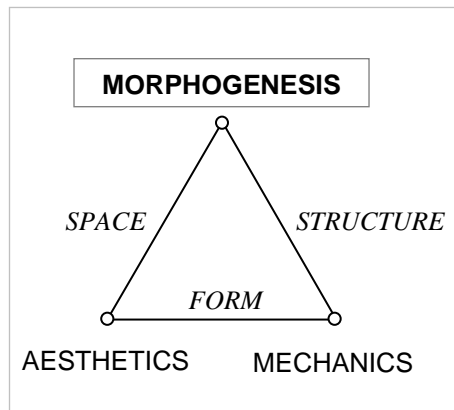 MORPHOGENESIS
SPACE
STRUCTURE
FORM
AESTHETICS
MECHANICS